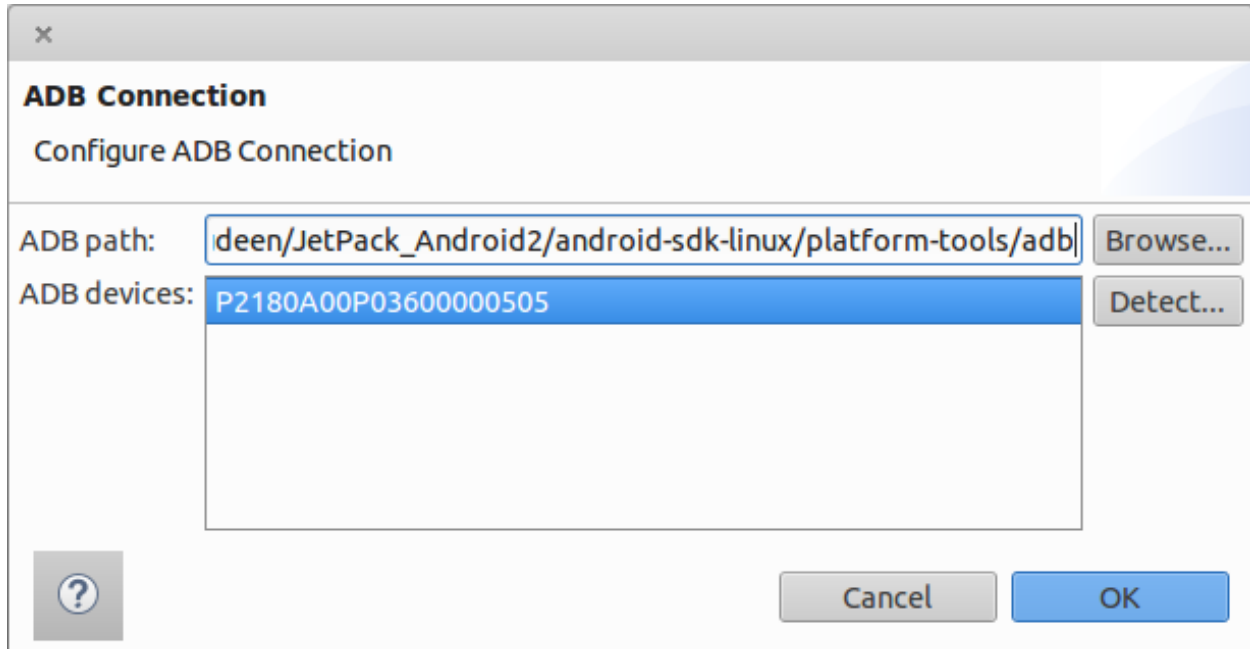 ADB Connection
Configure ADB Connection
ADB path: deen/JetPack_Android2/android-sdk-linux/platform-tools/adb Browse...
ADB devices: P2180A00P03600000505 Detect...
?
Cancel OK